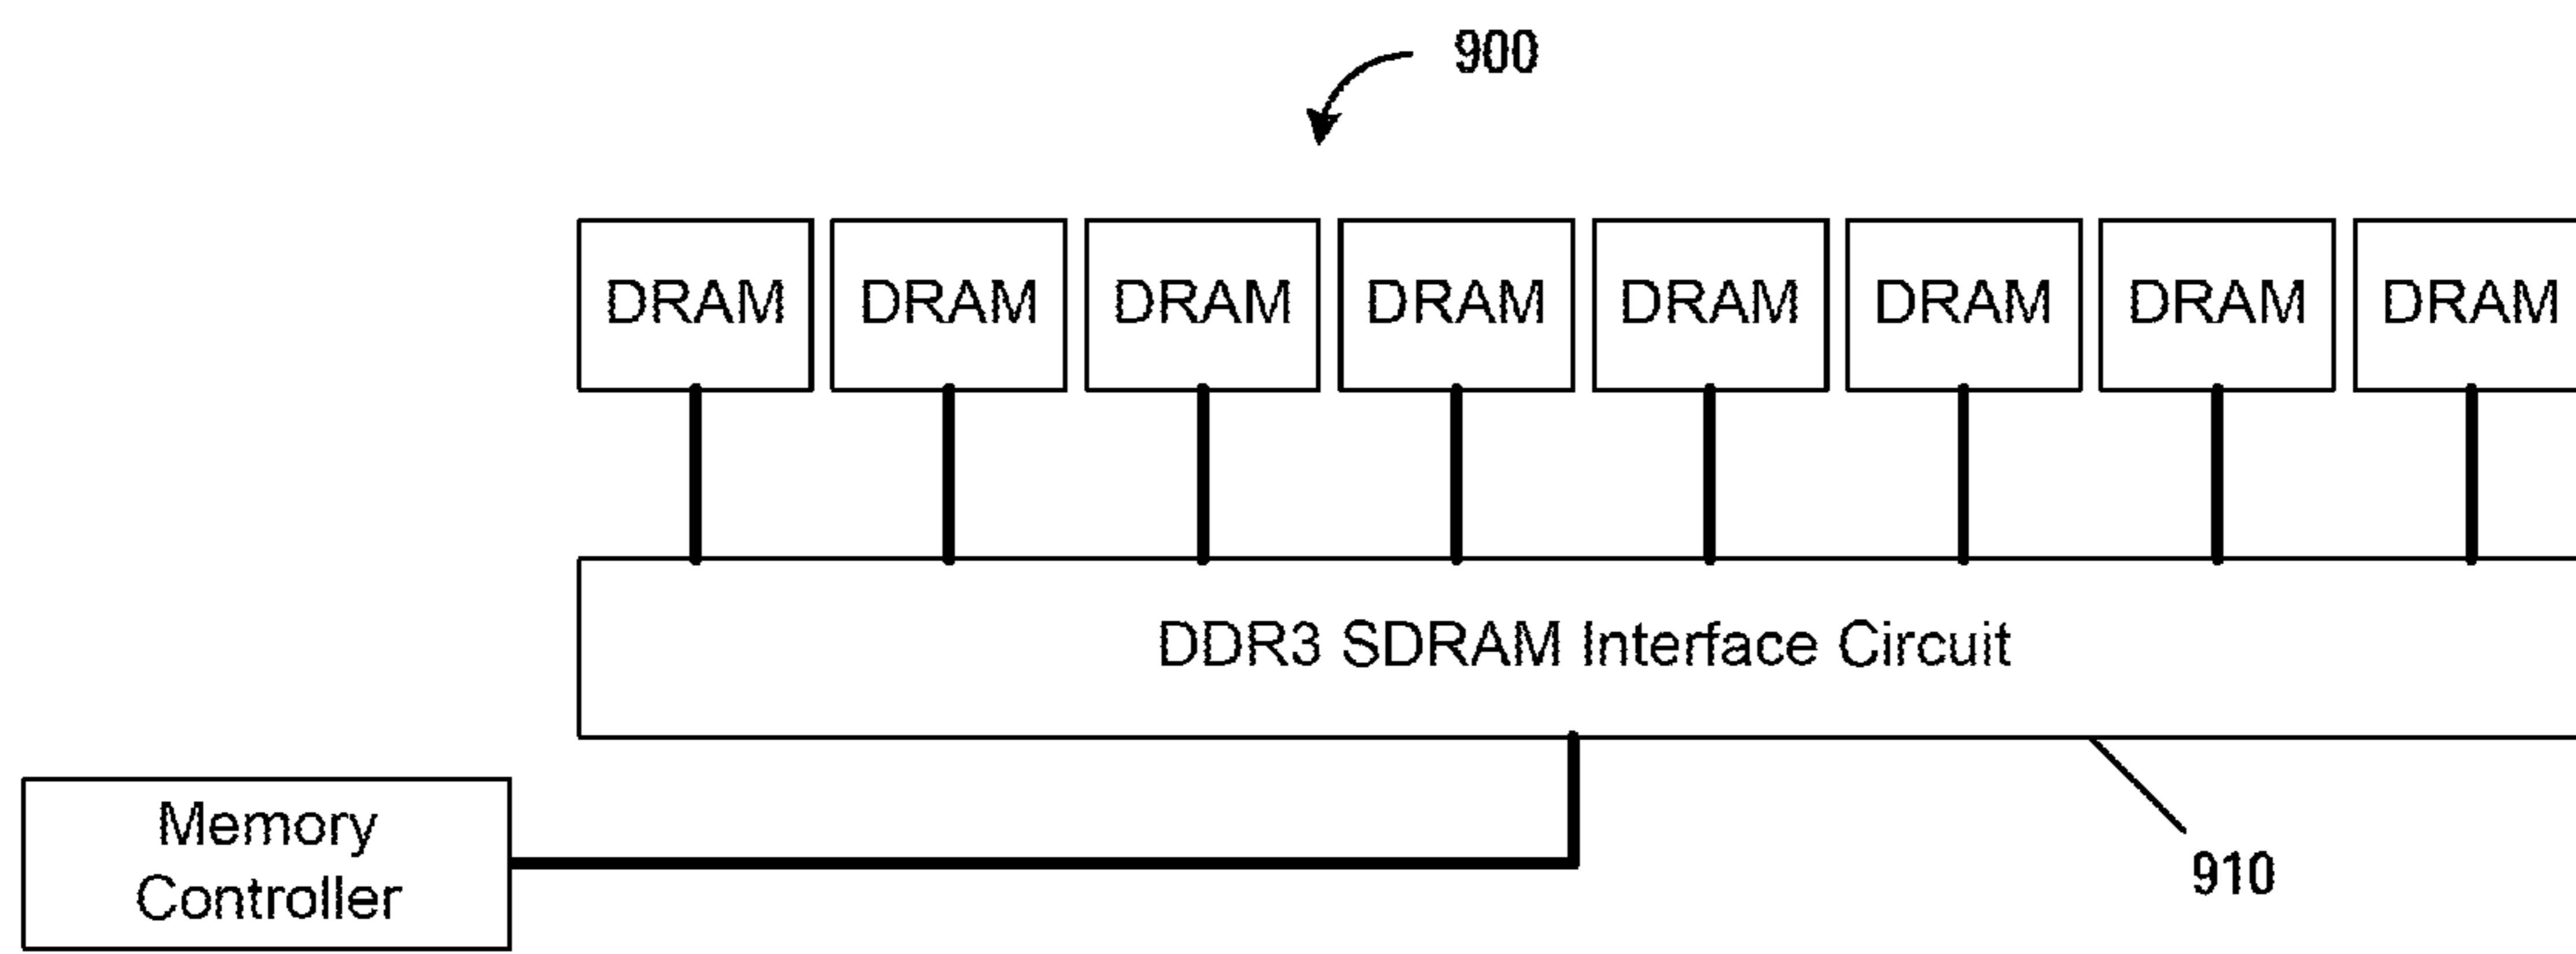 900
DRAM DRAM DRAM DRAM DRAM DRAM DRAM DRAM
DDR3 SDRAM Interface Circuit
Memory
Controller
910